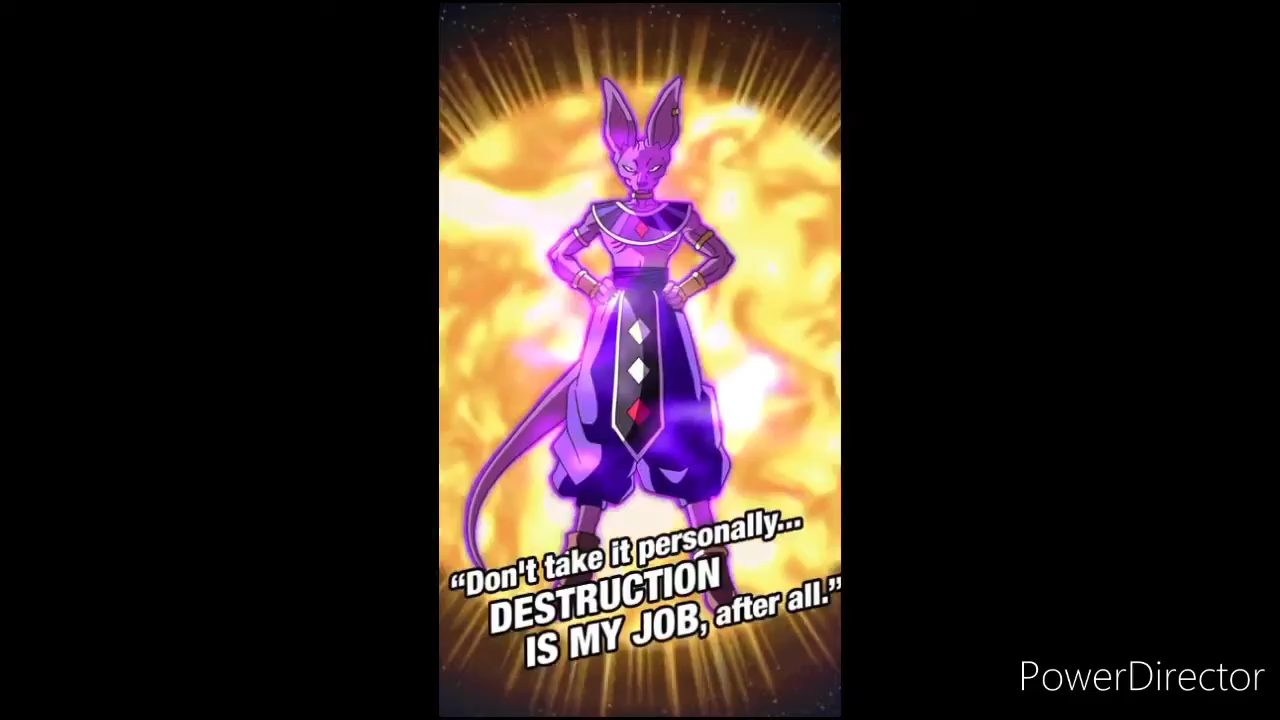 “Don't take it personally...
DESTRUCTION
IS MY JOB, after all.”
PowerDirector